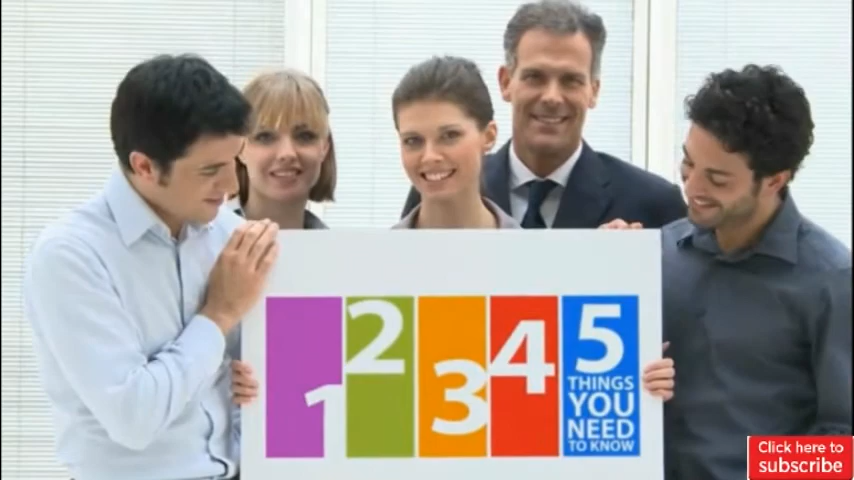 1
2
3
4
5
THINGS
YOU
NEED
TO KNOW
Click here to
subscribe